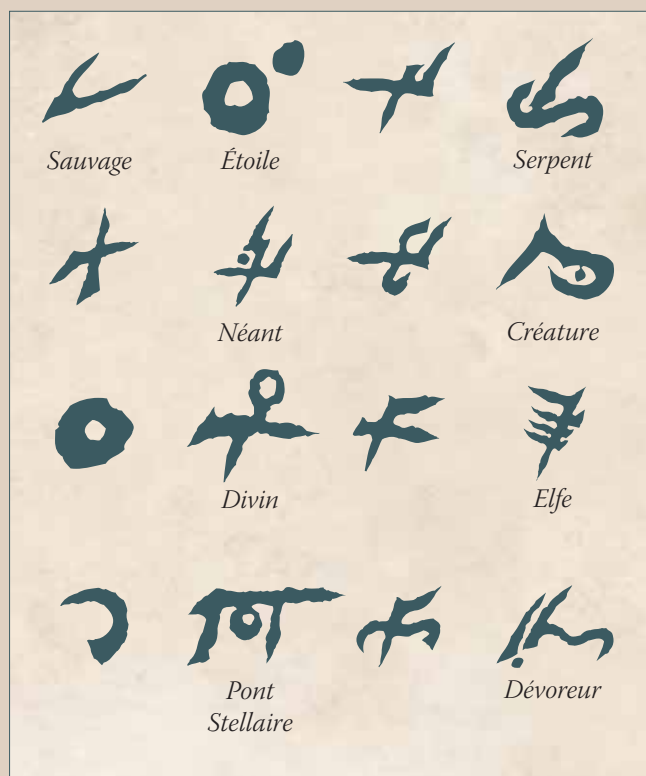 Sauvage
Étoile
Serpent
Néant
Créature
Divin
Elfe
Pont
Stellaire
Dévoreur